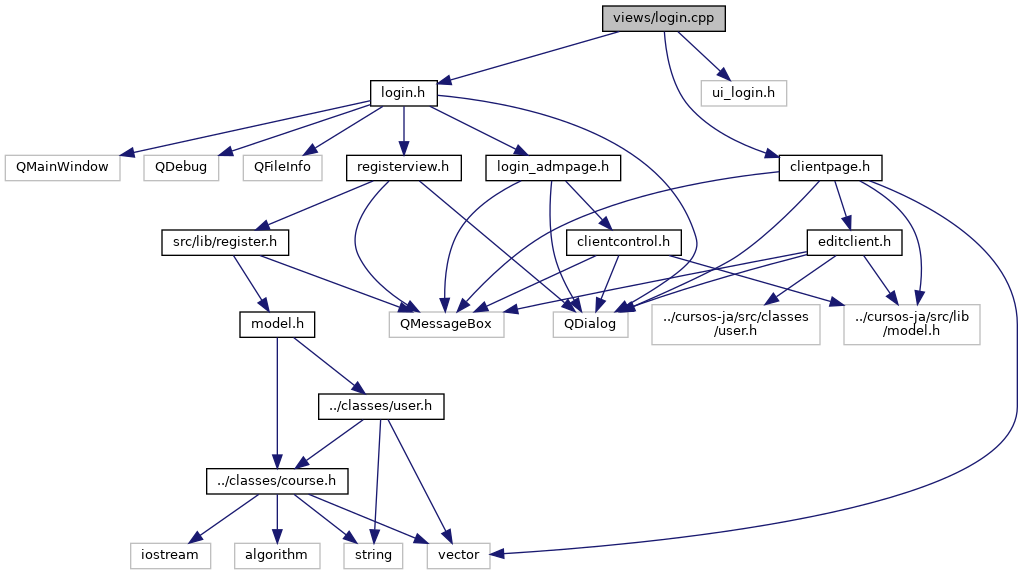 views/login.cpp
login.h
ui_login.h
QMainWindow
QDebug
QFileInfo
registerview.h
login_admpage.h
clientpage.h
src/lib/register.h
clientcontrol.h
editclient.h
model.h
QMessageBox
QDialog
../cursos-ja/src/classes
/user.h
../cursos-ja/src/lib
/model.h
../classes/user.h
../classes/course.h
iostream
algorithm
string
vector